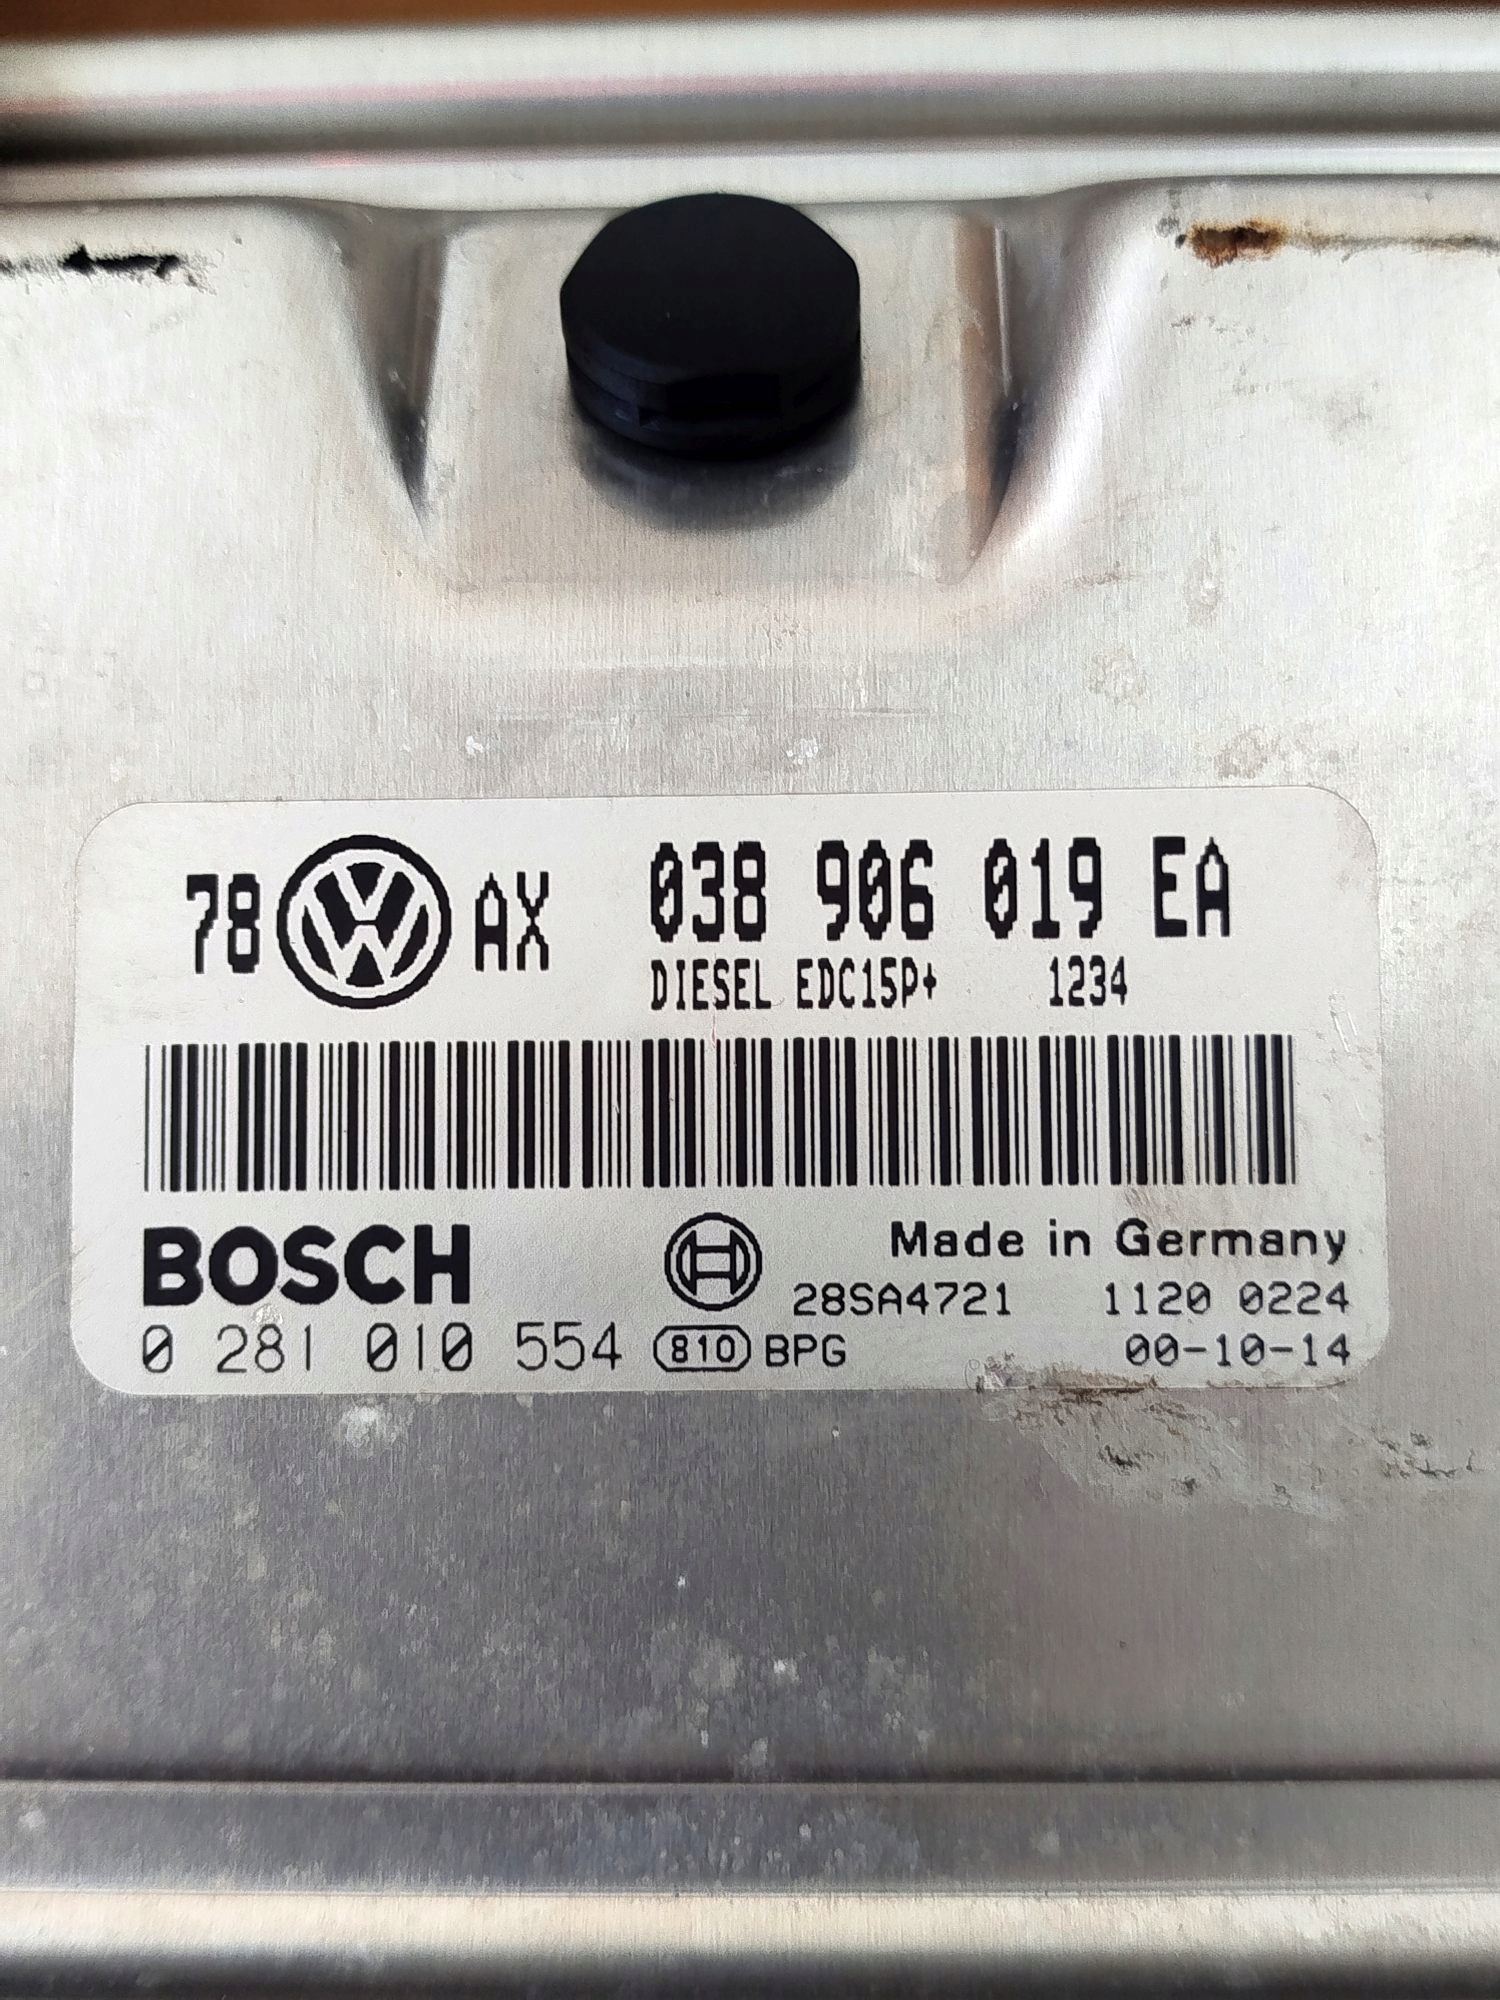 78 VW AX 038 906 019 EA
DIESEL EDC15P+ 1234
BOSCH
Made in Germany
28SA4721 1120 0224
0 281 010 554 810 BPG 00-10-14